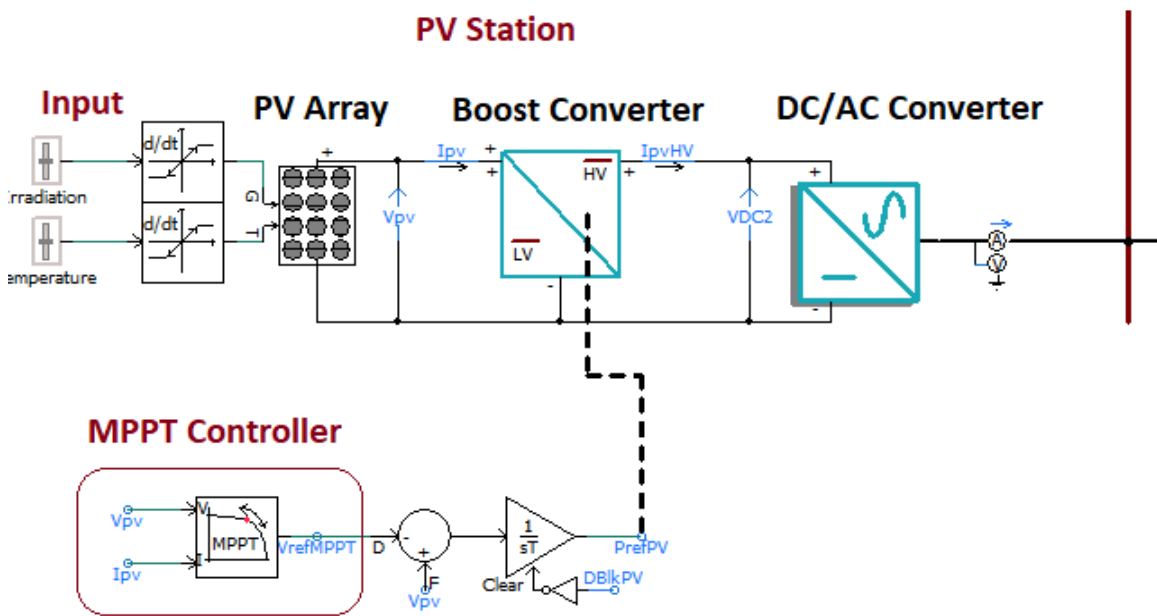 PV Station
Input
PV Array
Boost Converter
DC/AC Converter
d/dt
Irradiation
G
+
Vpv
Ipv
+
+
HV
LV
-
+
IpvHV
VDC2
+
-
A
V
d/dt
emperature
T
MPPT Controller
Vpv
Ipv
V
I
MPPT
VrefMPPT
D
-
+
F
Vpv
1
sT
Clear
PrefPV
DBlkPV